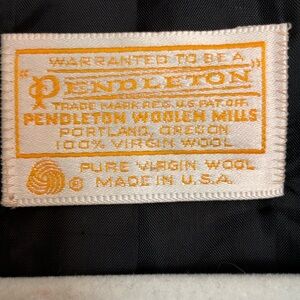 WARRANTED TO BE A
"PENDLETON"
TRADE MARK REG. U.S. PAT. OFF.
PENDLETON WOOLEN MILLS
PORTLAND, OREGON
100% VIRGIN WOOL
PURE VIRGIN WOOL
® MADE IN U.S.A.